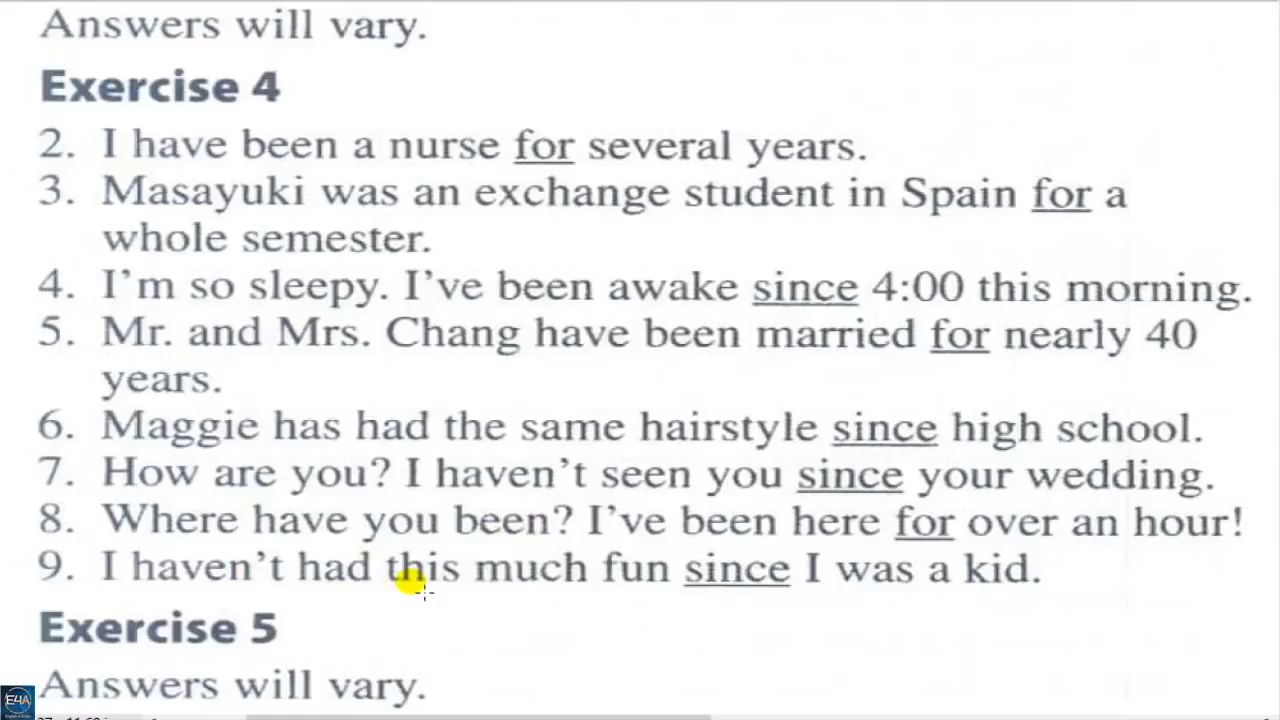 Answers will vary.
Exercise 4
2. I have been a nurse for several years.
3. Masayuki was an exchange student in Spain for a
whole semester.
4. I'm so sleepy. I've been awake since 4:00 this morning.
5. Mr. and Mrs. Chang have been married for nearly 40
years.
6. Maggie has had the same hairstyle since high school.
7. How are you? I haven't seen you since your wedding.
8. Where have you been? I've been here for over an hour!
9. I haven't had this much fun since I was a kid.
Exercise 5
Answers will vary.
E4A